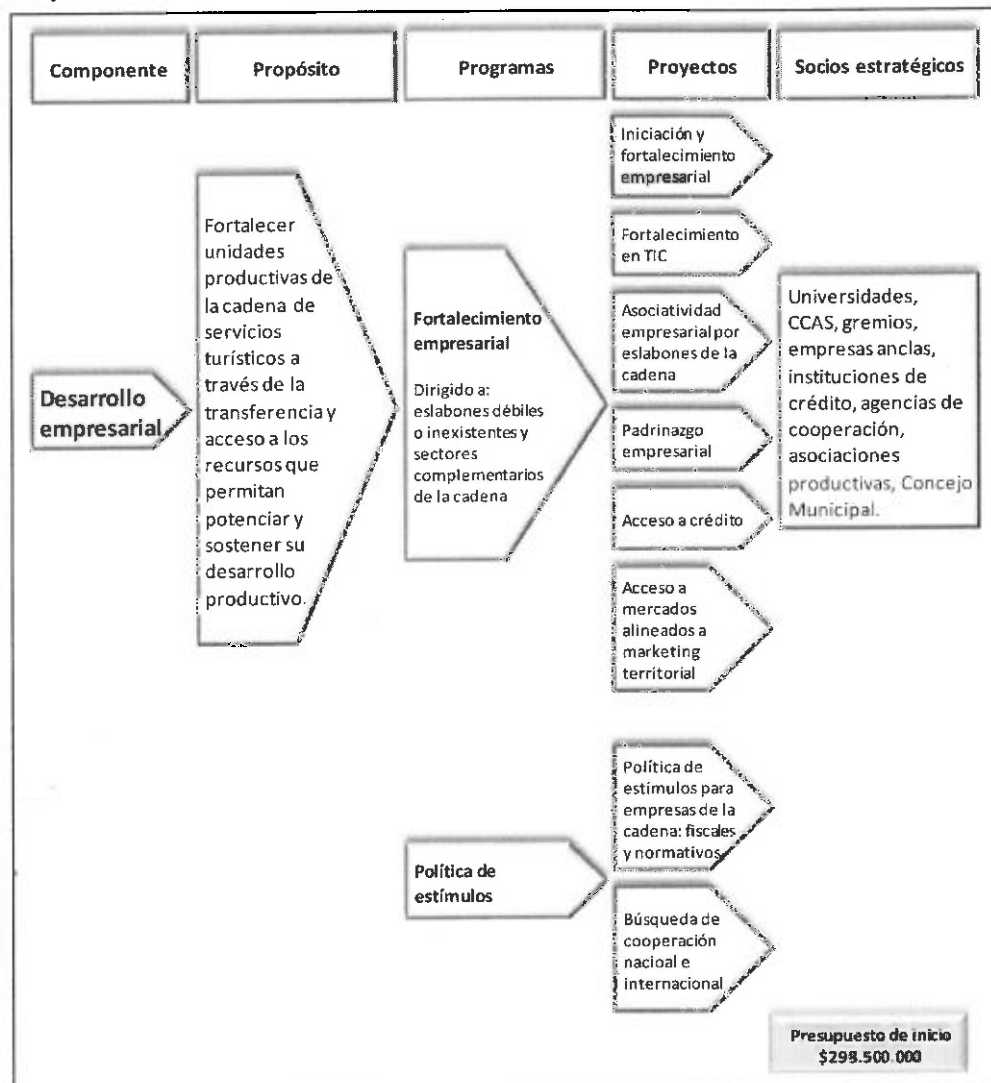 Componente
Propósito
Programas
Proyectos
Socios estratégicos
Desarrollo
empresarial
Fortalecer
unidades
productivas de
la cadena de
servicios
turísticos a
través de la
transferencia y
acceso a los
recursos que
permitan
potenciar y
sostener su
desarrollo
productivo.
Fortalecimiento
empresarial
Dirigido a:
eslabones débiles
o inexistentes y
sectores
complementarios
de la cadena
Iniciación y
fortalecimiento
empresarial
Fortalecimiento
en TIC
Asociatividad
empresarial por
eslabones de la
cadena
Padrinazgo
empresarial
Acceso a crédito
Acceso a
mercados
alineados a
marketing
territorial
Universidades,
CCAS, gremios,
empresas anclas,
instituciones de
crédito, agencias de
cooperación,
asociaciones
productivas, Concejo
Municipal.
Política de
estímulos
Política de
estímulos para
empresas de la
cadena: fiscales
y normativos
Búsqueda de
cooperación
nacioal e
internacional
Presupuesto de inicio
$298.500.000